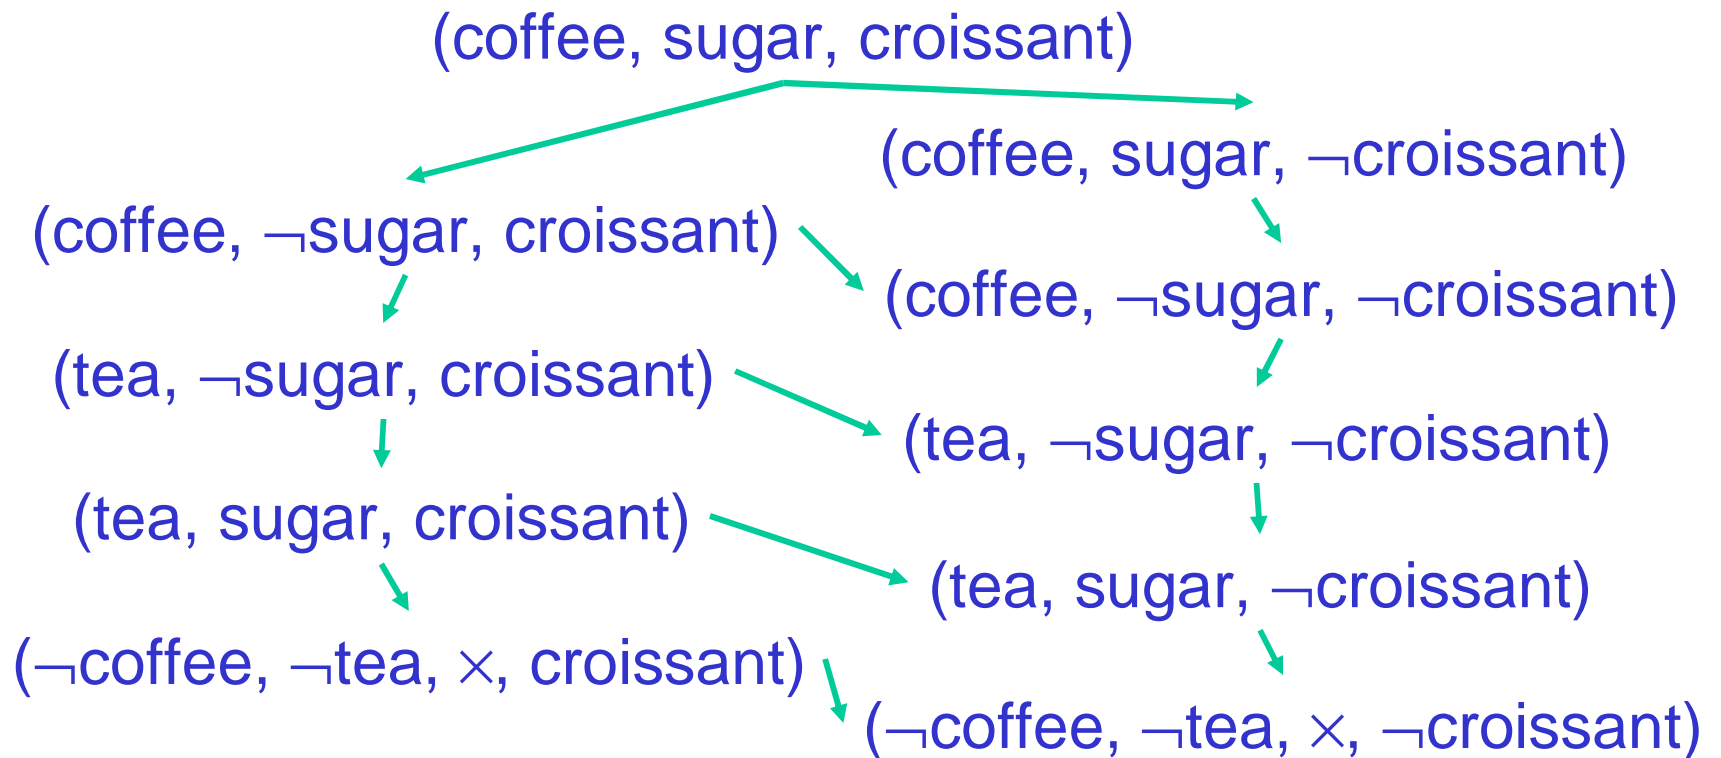 (coffee, sugar, croissant)
(coffee, sugar, ¬croissant)
(coffee, ¬sugar, croissant)
(coffee, ¬sugar, ¬croissant)
(tea, ¬sugar, croissant)
(tea, ¬sugar, ¬croissant)
(tea, sugar, croissant)
(tea, sugar, ¬croissant)
(¬coffee, ¬tea, ×, croissant)
(¬coffee, ¬tea, ×, ¬croissant)